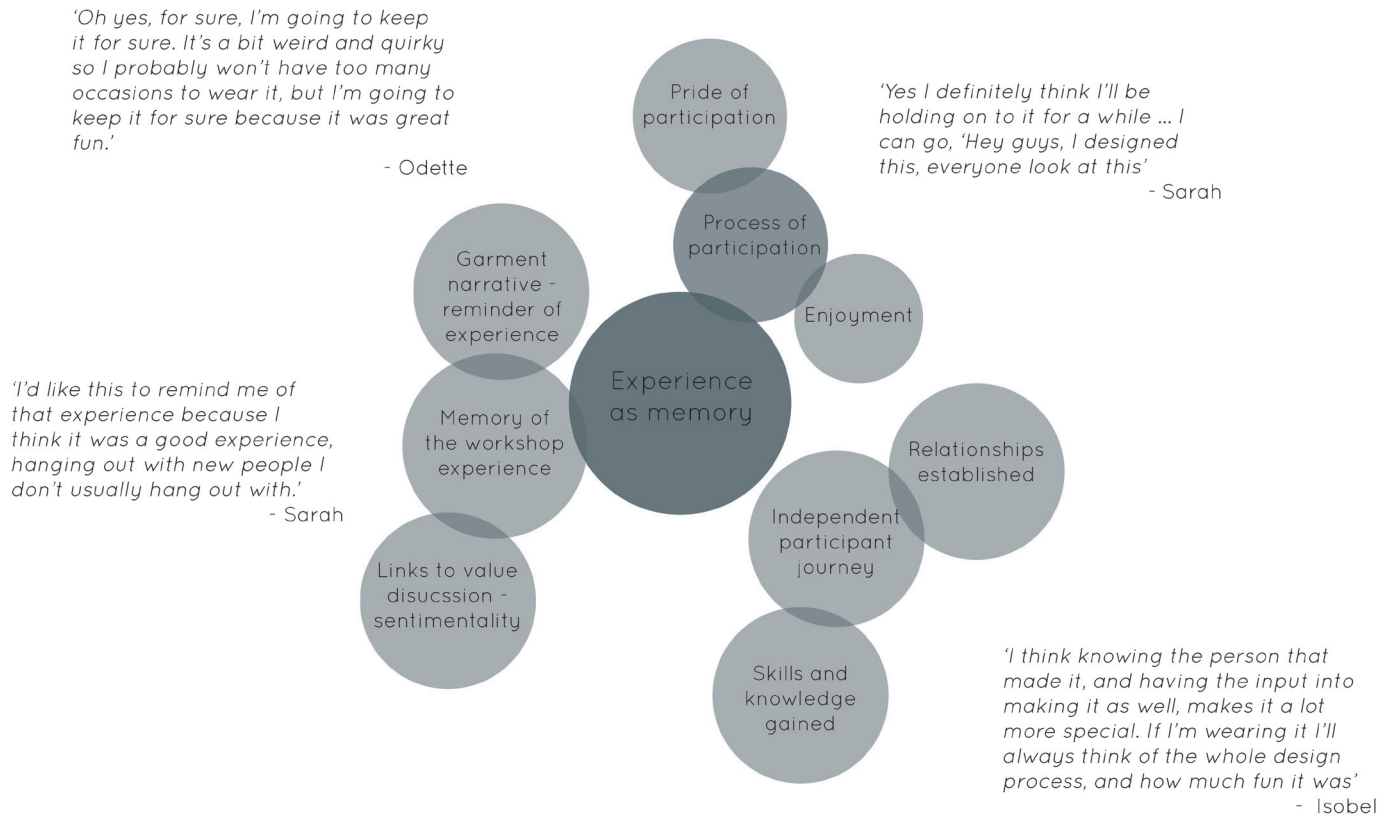 ‘Oh yes, for sure, I’m going to keep
it for sure. It’s a bit weird and quirky
so I probably won’t have too many
occasions to wear it, but I’m going to
keep it for sure because it was great
fun.’
- Odette
Pride of
participation
‘Yes I definitely think I’ll be
holding on to it for a while ... I
can go, ‘Hey guys, I designed
this, everyone look at this’
- Sarah
Process of
participation
Enjoyment
Garment
narrative -
reminder of
experience
Experience
as memory
‘I’d like this to remind me of
that experience because I
think it was a good experience,
hanging out with new people I
don’t usually hang out with.’
- Sarah
Memory of
the workshop
experience
Relationships
established
Independent
participant
journey
Links to value
disucssion -
sentimentality
Skills and
knowledge
gained
‘I think knowing the person that
made it, and having the input into
making it as well, makes it a lot
more special. If I’m wearing it I’ll
always think of the whole design
process, and how much fun it was’
- Isobel